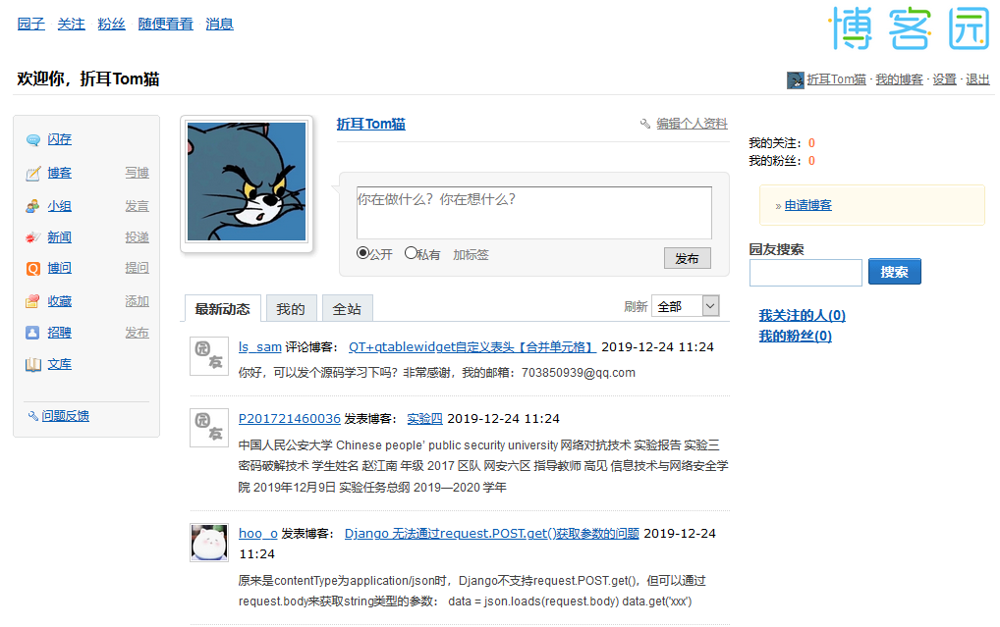 园子 关注 粉丝 随便看看 消息
博客园
欢迎你，折耳Tom猫
折耳Tom猫 · 我的博客 · 设置 · 退出
闪存
博客 写博
小组 发言
新闻 投递
博问 提问
收藏 添加
招聘 发布
文库
问题反馈
折耳Tom猫 编辑个人资料
你在做什么？你在想什么？
公开 私有 加标签 发布
最新动态 我的 全站 刷新 全部
园友
ls_sam 评论博客： QT+qtablewidget自定义表头【合并单元格】 2019-12-24 11:24
你好，可以发个源码学习下吗？非常感谢，我的邮箱：703850939@qq.com
园友
P201721460036 发表博客： 实验四 2019-12-24 11:24
中国人民公安大学 Chinese people’ public security university 网络对抗技术 实验报告 实验三
密码破解技术 学生姓名 赵江南 年级 2017 区队 网安六区 指导教师 高见 信息技术与网络安全学
院 2019年12月9日 实验任务总纲 2019—2020 学年
hoo_o 发表博客： Django 无法通过request.POST.get()获取参数的问题 2019-12-24
11:24
原来是contentType为application/json时，Django不支持request.POST.get()，但可以通过
request.body来获取string类型的参数： data = json.loads(request.body) data.get('xxx')
我的关注：0
我的粉丝：0
» 申请博客
园友搜索
搜索
我关注的人(0)
我的粉丝(0)